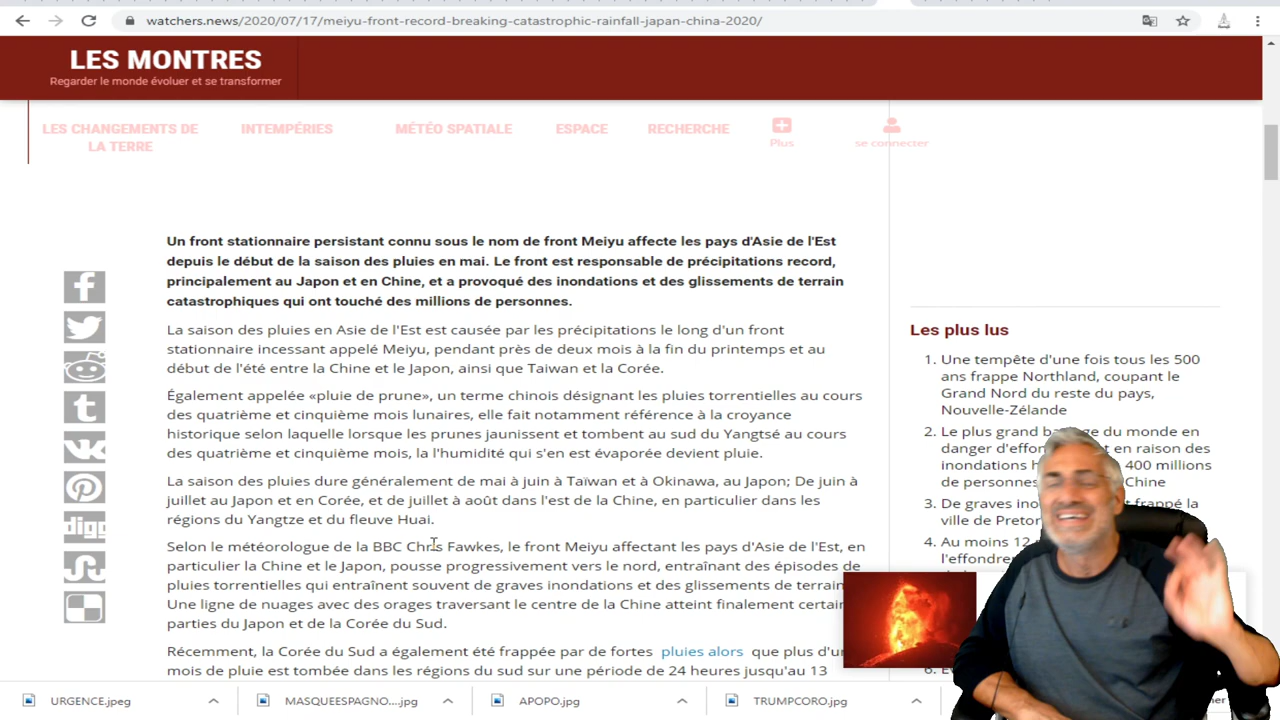 watchers.news/2020/07/17/meiyu-front-record-breaking-catastrophic-rainfall-japan-china-2020/
LES MONTRES
Regarder le monde évoluer et se transformer
LES CHANGEMENTS DE
LA TERRE
INTEMPÉRIES
MÉTÉO SPATIALE
ESPACE
RECHERCHE
Plus
se connecter
Un front stationnaire persistant connu sous le nom de front Meiyu affecte les pays d'Asie de l'Est
depuis le début de la saison des pluies en mai. Le front est responsable de précipitations record,
principalement au Japon et en Chine, et a provoqué des inondations et des glissements de terrain
catastrophiques qui ont touché des millions de personnes.
La saison des pluies en Asie de l'Est est causée par les précipitations le long d'un front
stationnaire incessant appelé Meiyu, pendant près de deux mois à la fin du printemps et au
début de l'été entre la Chine et le Japon, ainsi que Taiwan et la Corée.
Également appelée «pluie de prune», un terme chinois désignant les pluies torrentielles au cours
des quatrième et cinquième mois lunaires, elle fait notamment référence à la croyance
historique selon laquelle lorsque les prunes jaunissent et tombent au sud du Yangtsé au cours
des quatrième et cinquième mois, la l'humidité qui s'en est évaporée devient pluie.
La saison des pluies dure généralement de mai à juin à Taïwan et à Okinawa, au Japon; De juin à
juillet au Japon et en Corée, et de juillet à août dans l'est de la Chine, en particulier dans les
régions du Yangtze et du fleuve Huai.
Selon le météorologue de la BBC Chris Fawkes, le front Meiyu affectant les pays d'Asie de l'Est, en
particulier la Chine et le Japon, pousse progressivement vers le nord, entraînant des épisodes de
pluies torrentielles qui entraînent souvent de graves inondations et des glissements de terrain
Une ligne de nuages avec des orages traversant le centre de la Chine atteint finalement
parties du Japon et de la Corée du Sud.
Récemment, la Corée du Sud a également été frappée par de fortes pluies alors que plus
mois de pluie est tombée dans les régions du sud sur une période de 24 heures jusqu'au 13
digg
Les plus lus
1. Une tempête d'une fois tous les 500
ans frappe Northland, coupant le
Grand Nord du reste du pays,
Nouvelle-Zélande
2. Le plus grand du monde en
danger en raison des
inondations 400 millions
de Chine
3. De graves frappé la
ville de
4. Au moins 12
URGENCE.jpeg
MASQUEESPAGNO....jpg
APOPO.jpg
TRUMPCORO.jpg